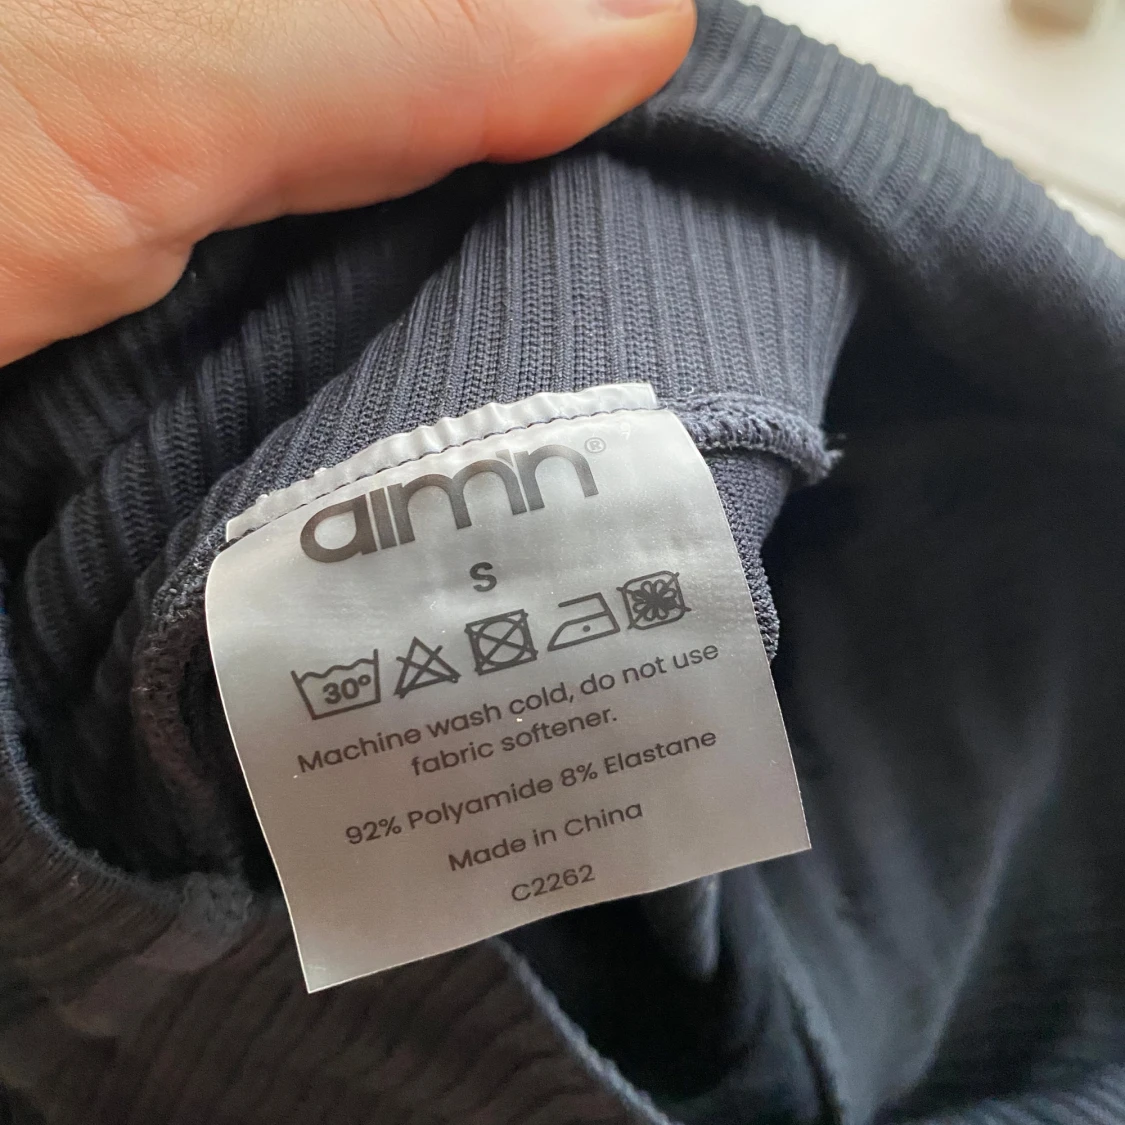 aim'n®
S
30°
Machine wash cold, do not use
fabric softener.
92% Polyamide 8% Elastane
Made in China
C2262